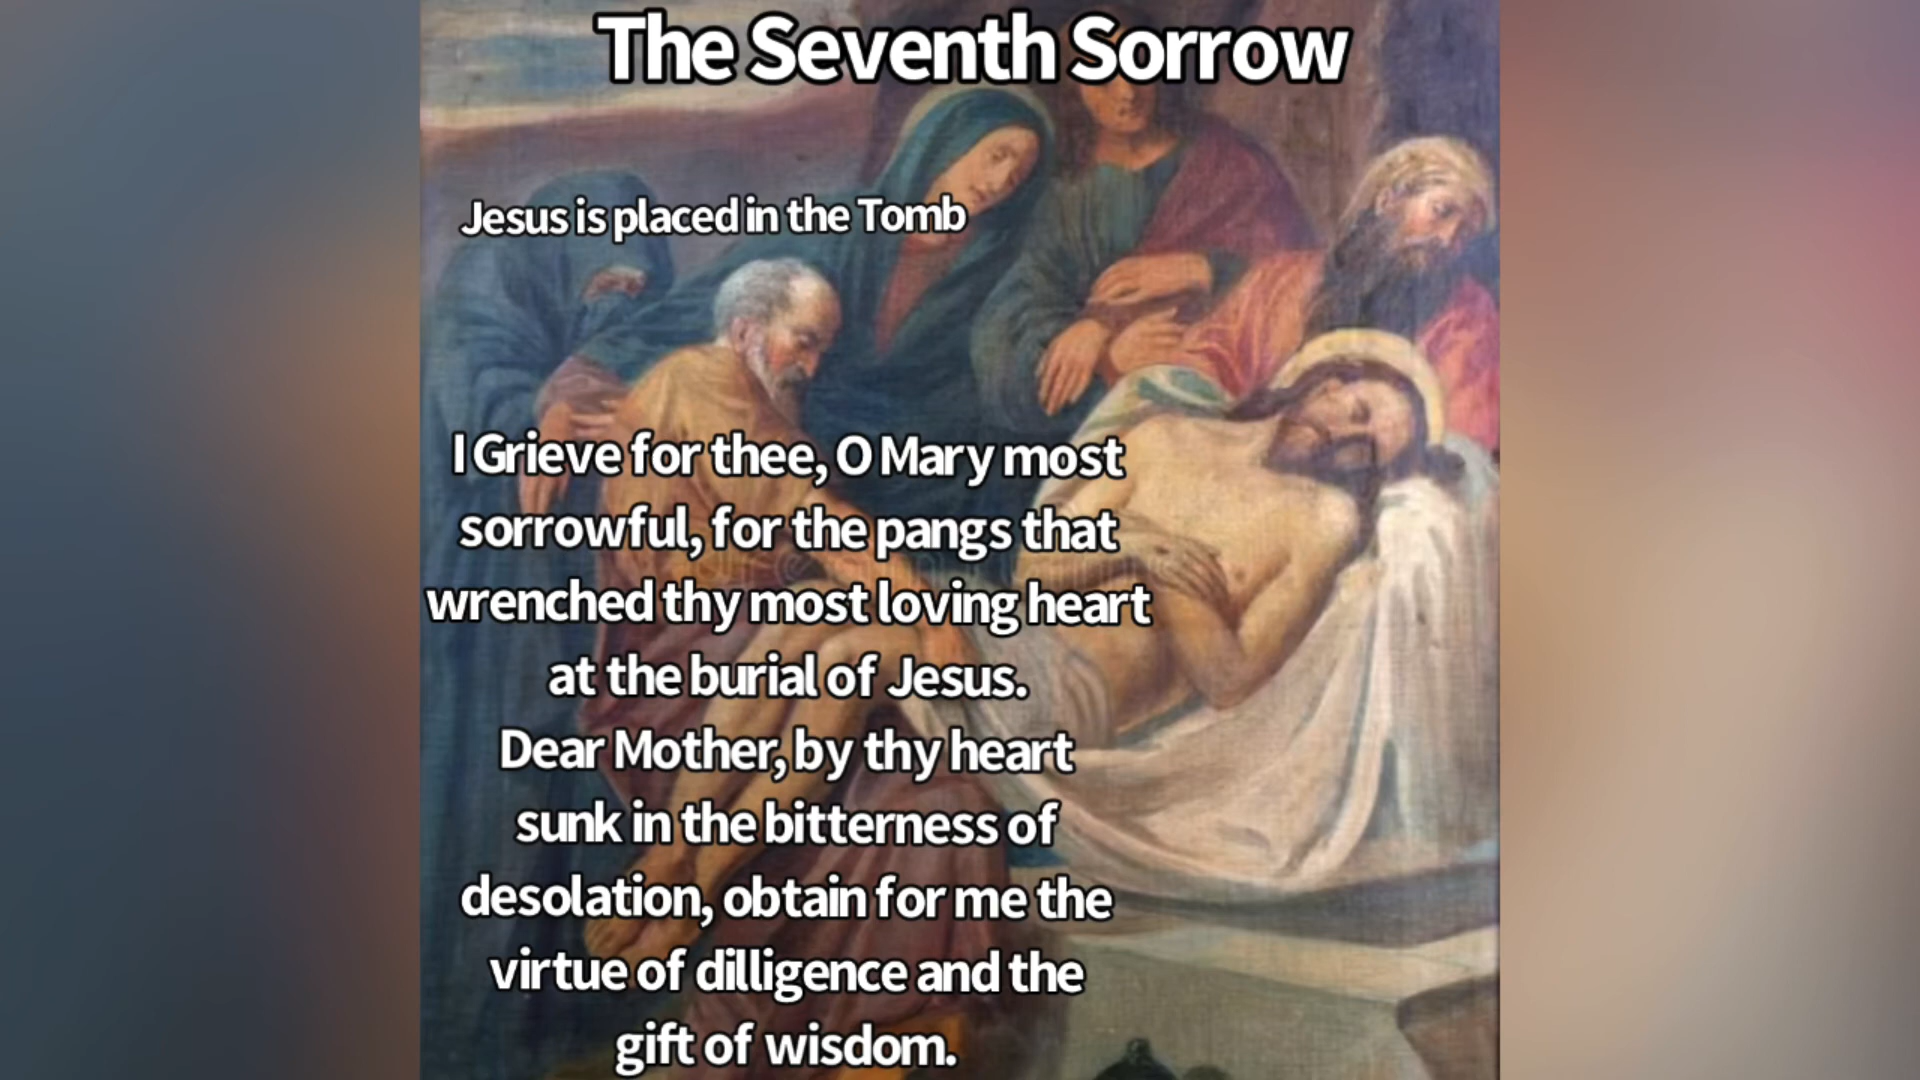 The Seventh Sorrow
Jesus is placed in the Tomb
I Grieve for thee, O Mary most
sorrowful, for the pangs that
wrenched thy most loving heart
at the burial of Jesus.
Dear Mother, by thy heart
sunk in the bitterness of
desolation, obtain for me the
virtue of dilligence and the
gift of wisdom.